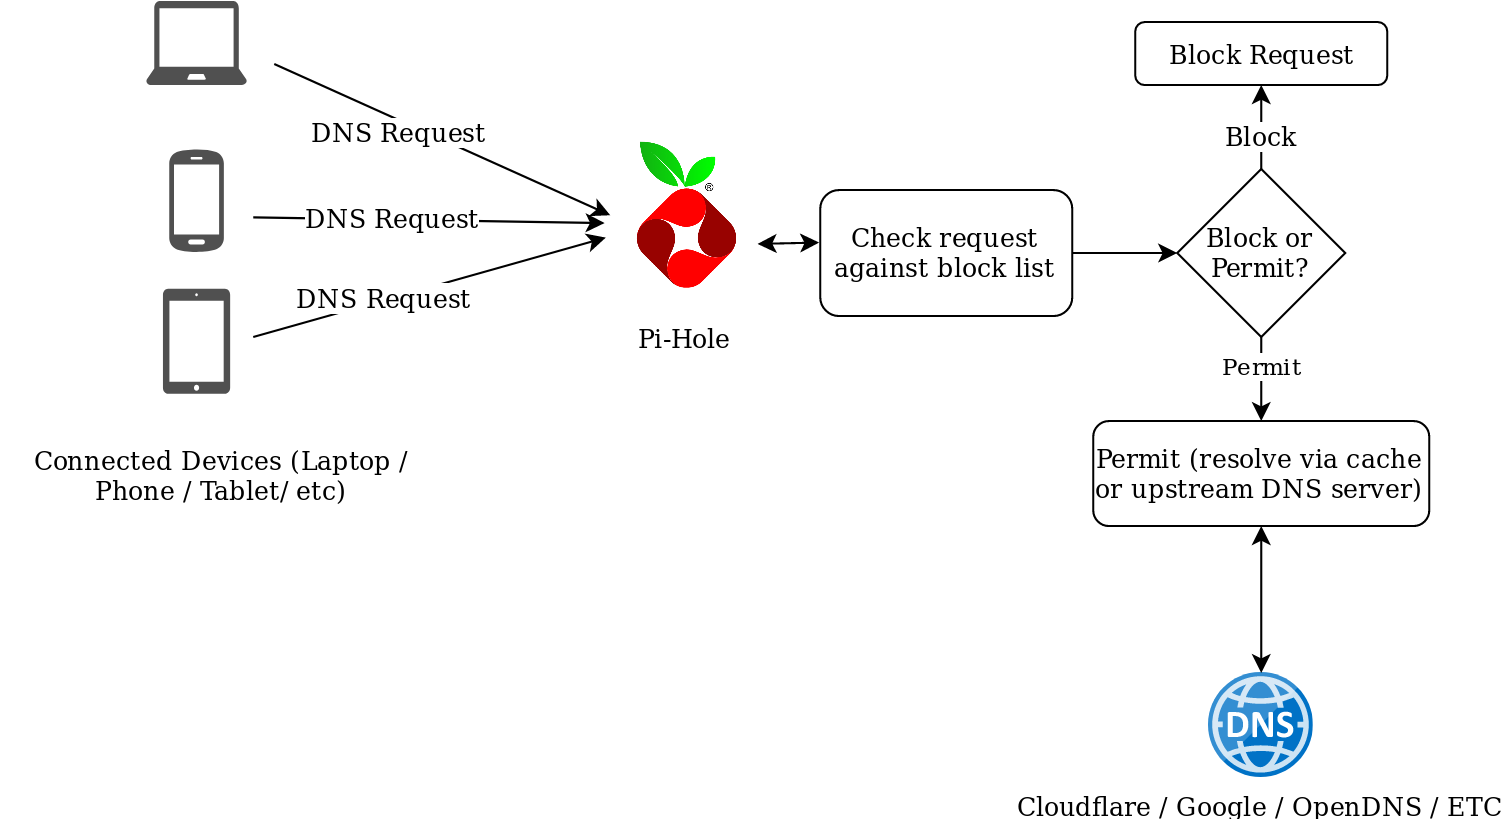 Block Request
DNS Request
Block
®
DNS Request
Check request
against block list
Block or
Permit?
DNS Request
Pi-Hole
Permit
Connected Devices (Laptop /
Phone / Tablet/ etc)
Permit (resolve via cache
or upstream DNS server)
DNS
Cloudflare / Google / OpenDNS / ETC